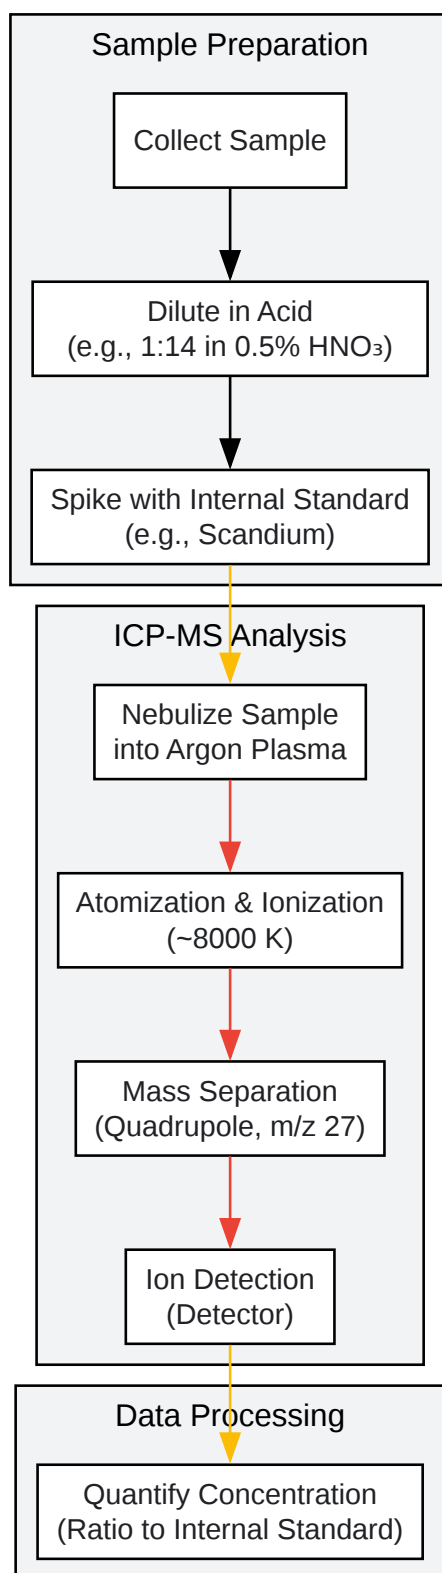 Sample Preparation
Collect Sample
Dilute in Acid
(e.g., 1:14 in 0.5% HNO₃)
Spike with Internal Standard
(e.g., Scandium)
ICP-MS Analysis
Nebulize Sample
into Argon Plasma
Atomization & Ionization
(~8000 K)
Mass Separation
(Quadrupole, m/z 27)
Ion Detection
(Detector)
Data Processing
Quantify Concentration
(Ratio to Internal Standard)